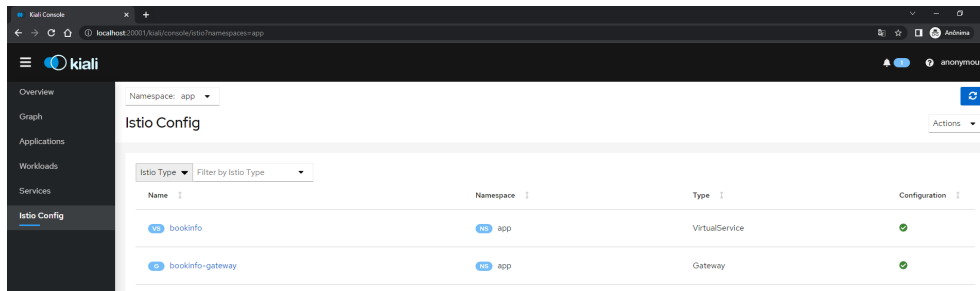 Kiali Console
localhost:20001/kiali/console/istio?namespaces=app
Anônima
kiali
1
anonymou
Overview
Graph
Applications
Workloads
Services
Istio Config
Namespace: app
Istio Config
Actions
Istio Type
Filter by Istio Type
Name Namespace Type Configuration
VS bookinfo NS app VirtualService
G bookinfo-gateway NS app Gateway